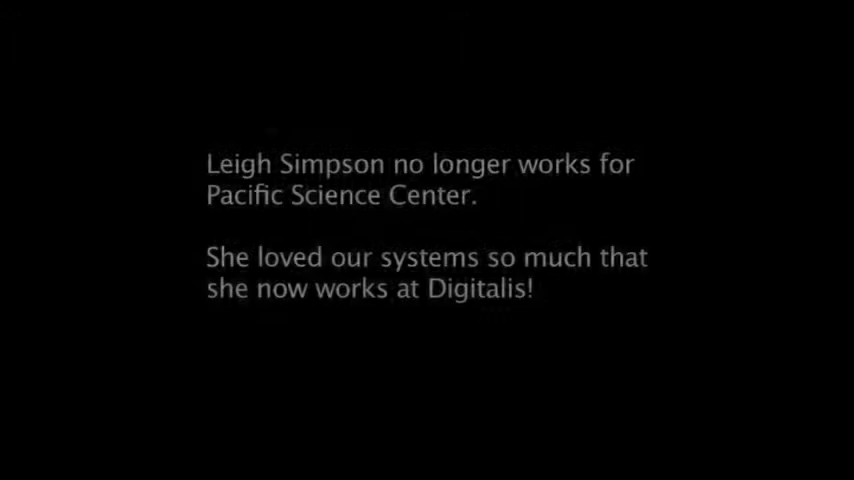 Leigh Simpson no longer works for
Pacific Science Center.
She loved our systems so much that
she now works at Digitalis!